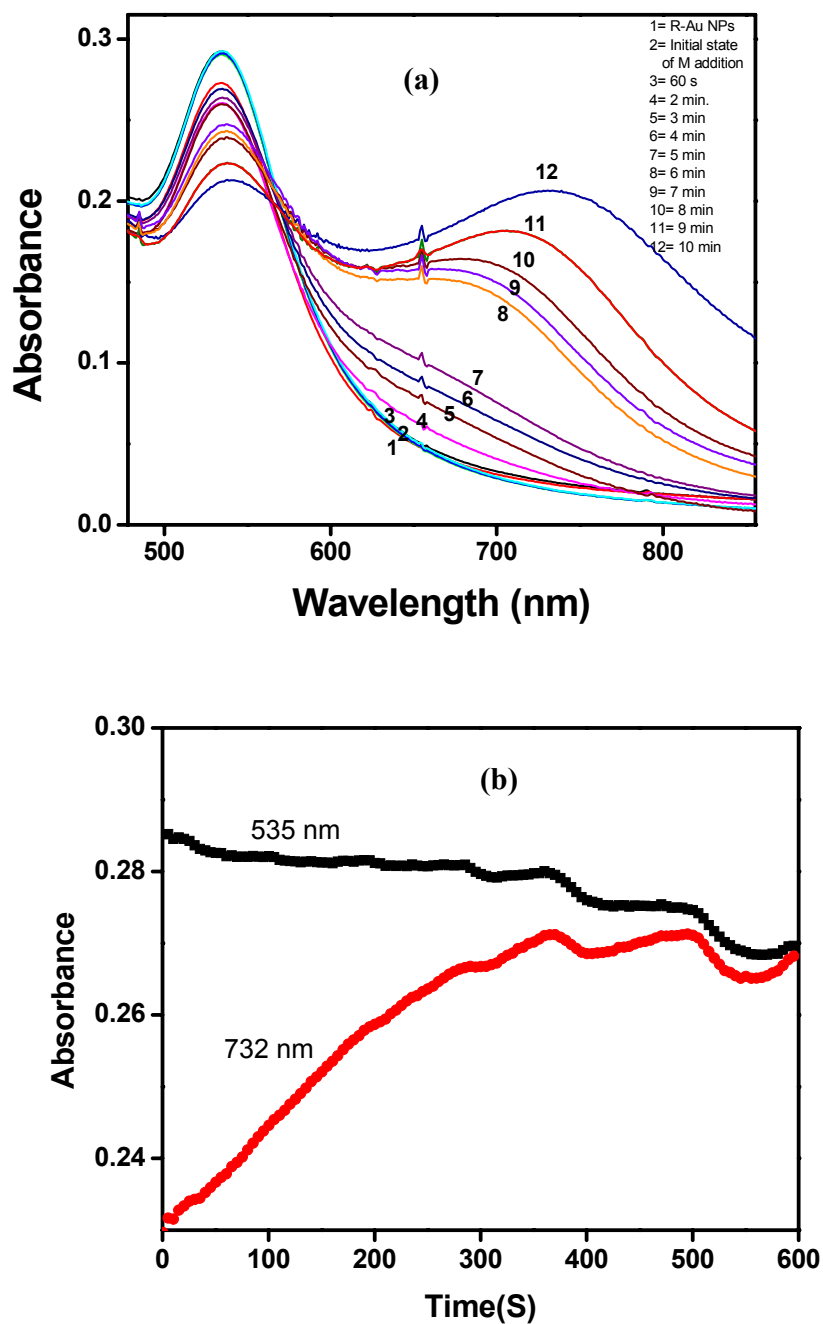 (a)
1= R-Au NPs
2= Initial state
of M addition
3= 60 s
4= 2 min.
5= 3 min
6= 4 min
7= 5 min
8= 6 min
9= 7 min
10= 8 min
11= 9 min
12= 10 min
0.3
0.2
0.1
0.0
Absorbance
12
11
10
9
8
7
6
5
4
3
2
1
500 600 700 800
Wavelength (nm)
(b)
0.30
0.28
0.26
0.24
Absorbance
535 nm
732 nm
0 100 200 300 400 500 600
Time(S)